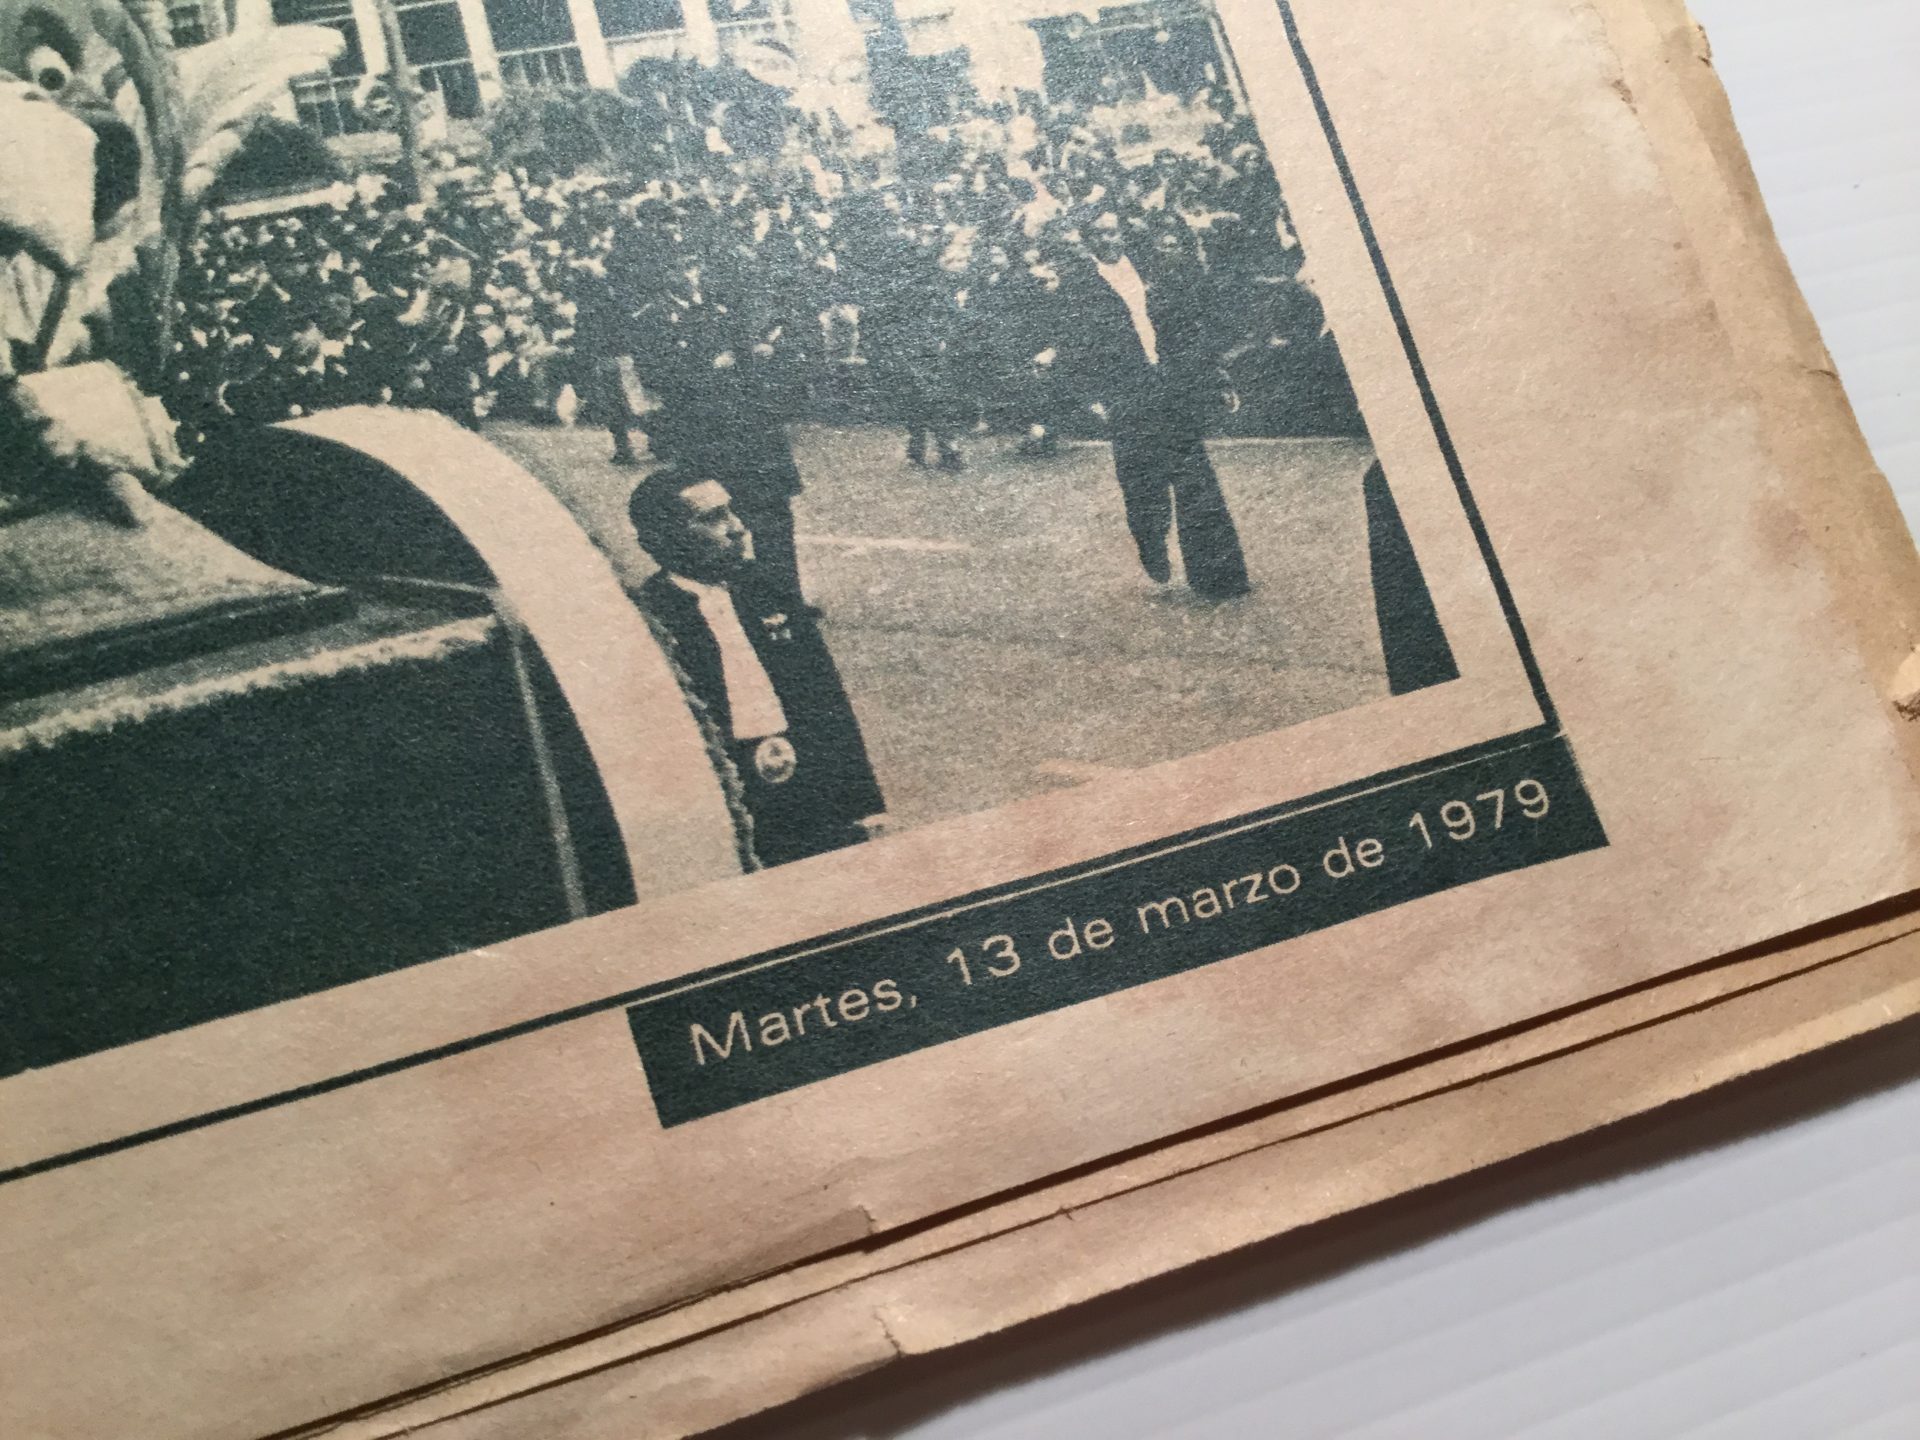 Martes, 13 de marzo de 1979